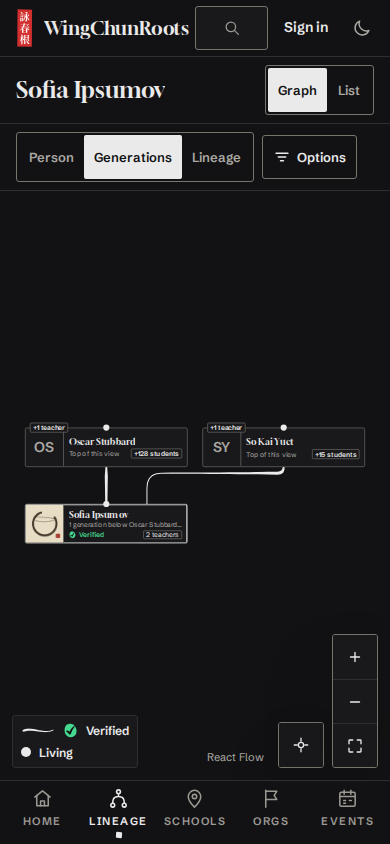 詠春根
WingChunRoots
Sign in
Sofia Ipsumov
Graph
List
Person
Generations
Lineage
Options
+1 teacher
OS
Oscar Stubbard
Top of this view
+128 students
+1 teacher
SY
So Kai Yuct
Top of this view
+15 students
Sofia Ipsumov
1 generation below Oscar Stubbard...
Verified
2 teachers
Verified
Living
React Flow
HOME
LINEAGE
SCHOOLS
ORGS
EVENTS